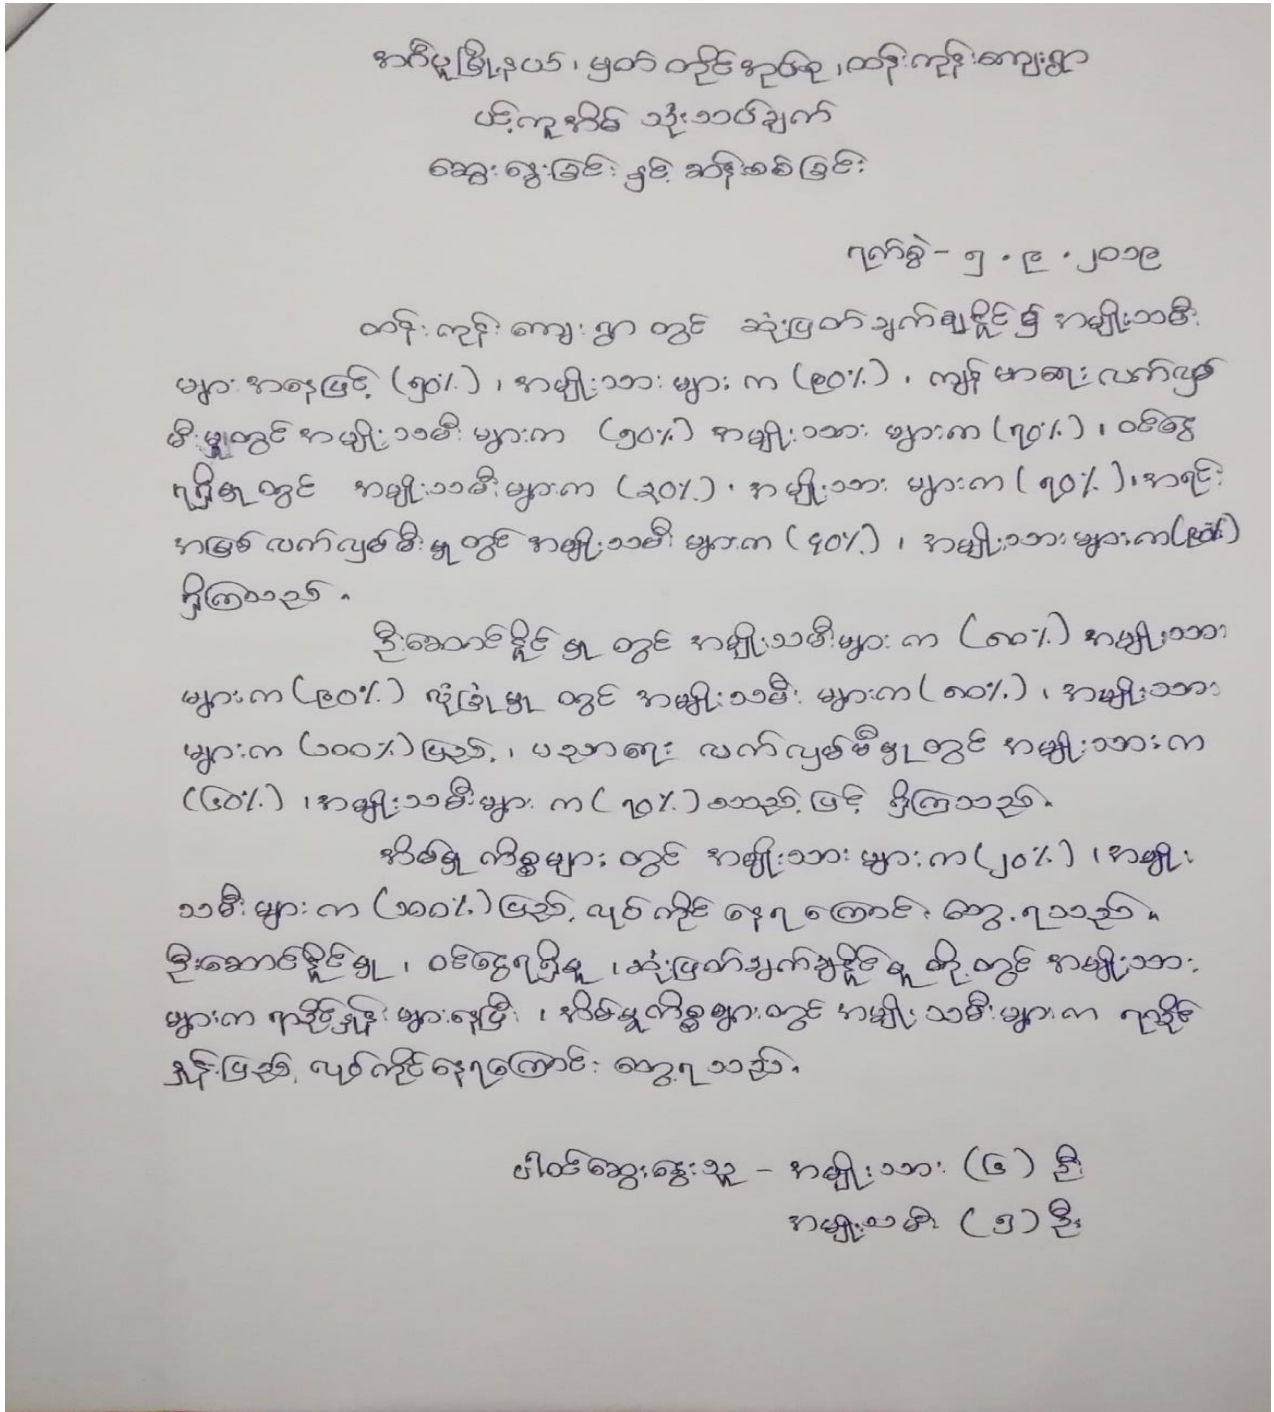 အင်္ဂပူမြို့နယ်၊ မှတ်တိုင်အုပ်စု၊ တန်းကုန်းကျေးရွာ
ပင့်ကူအိမ် သုံးသပ်ချက်
ဆွေးနွေးခြင်း နှင့် ဆန်းစစ်ခြင်း
ရက်စွဲ - ၅ . ၉ . ၂၀၁၉
တန်းကုန်းကျေးရွာတွင် ဆုံးဖြတ်ချက်ချနိုင်၍ အမျိုးသမီး
များအနေဖြင့် (၅၀%) ၊ အမျိုးသားများက (၉၀%) ၊ ကျန်းမာရေးလက်လှမ်
မီးမှုတွင် အမျိုးသမီးများက (၅၀%) အမျိုးသားများက (၇၀%) ၊ ဝင်ငွေ
ရရှိမှုတွင် အမျိုးသမီးများက (၃၀%) ၊ အမျိုးသားများက (၅၀%) ၊ အရင်း
အမြစ်လက်လှမ်မီးမှုတွင် အမျိုးသမီးများက (၄၀%) ၊ အမျိုးသားများက (၉၀%)
ရှိကြသည်။
ဦးဆောင်နိုင်မှုတွင် အမျိုးသမီးများက (၈၀%) အမျိုးသား
များက (၉၀%) လုံခြုံမှုတွင် အမျိုးသမီးများက (၈၀%) ၊ အမျိုးသား
များက (၁၀၀%) ဖြည့်၊ ပညာရေးလက်လှမ်မီမှုတွင် အမျိုးသားက
(၆၀%) ၊ အမျိုးသမီးများက (၇၀%) စသည့်ဖြင့် ရှိကြသည်။
အိမ်မှုကိစ္စများတွင် အမျိုးသားများက (၂၀%) ၊ အမျိုး
သမီးများက (၁၀၀%) ဖြည့် လုပ်ကိုင်နေရကြောင်း တွေ့ရသည်။
ဦးဆောင်နိုင်မှု ၊ ဝင်ငွေရရှိမှု ၊ ဆုံးဖြတ်ချက်ချနိုင်မှု တို့တွင် အမျိုးသား
များက ရာခိုင်နှုန်းများနေပြီး ၊ အိမ်မှုကိစ္စများတွင် အမျိုးသမီးများက ရာခိုင်
နှုန်းပြည့် လုပ်ကိုင်နေရကြောင်း တွေ့ရသည်။
ပါဝင်ဆွေးနွေးသူ - အမျိုးသား (၆) ဦး
အမျိုးသမီး (၅) ဦး